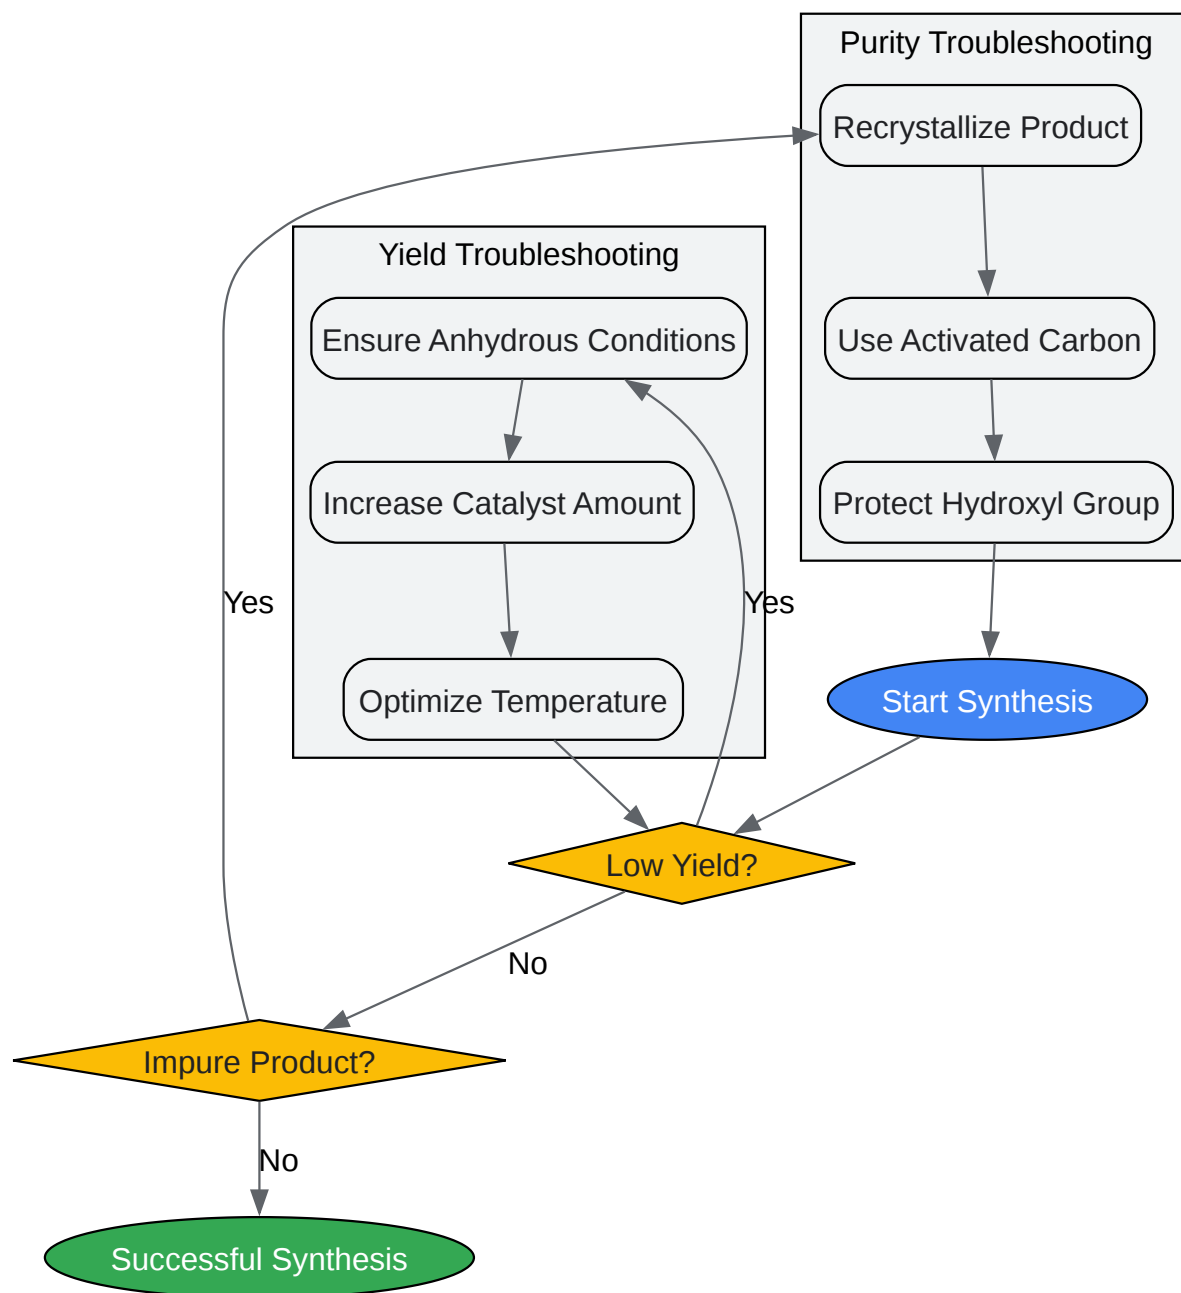 Purity Troubleshooting
Recrystallize Product
Use Activated Carbon
Protect Hydroxyl Group
Yield Troubleshooting
Ensure Anhydrous Conditions
Increase Catalyst Amount
Optimize Temperature
Yes
Yes
Start Synthesis
Low Yield?
No
Impure Product?
No
Successful Synthesis